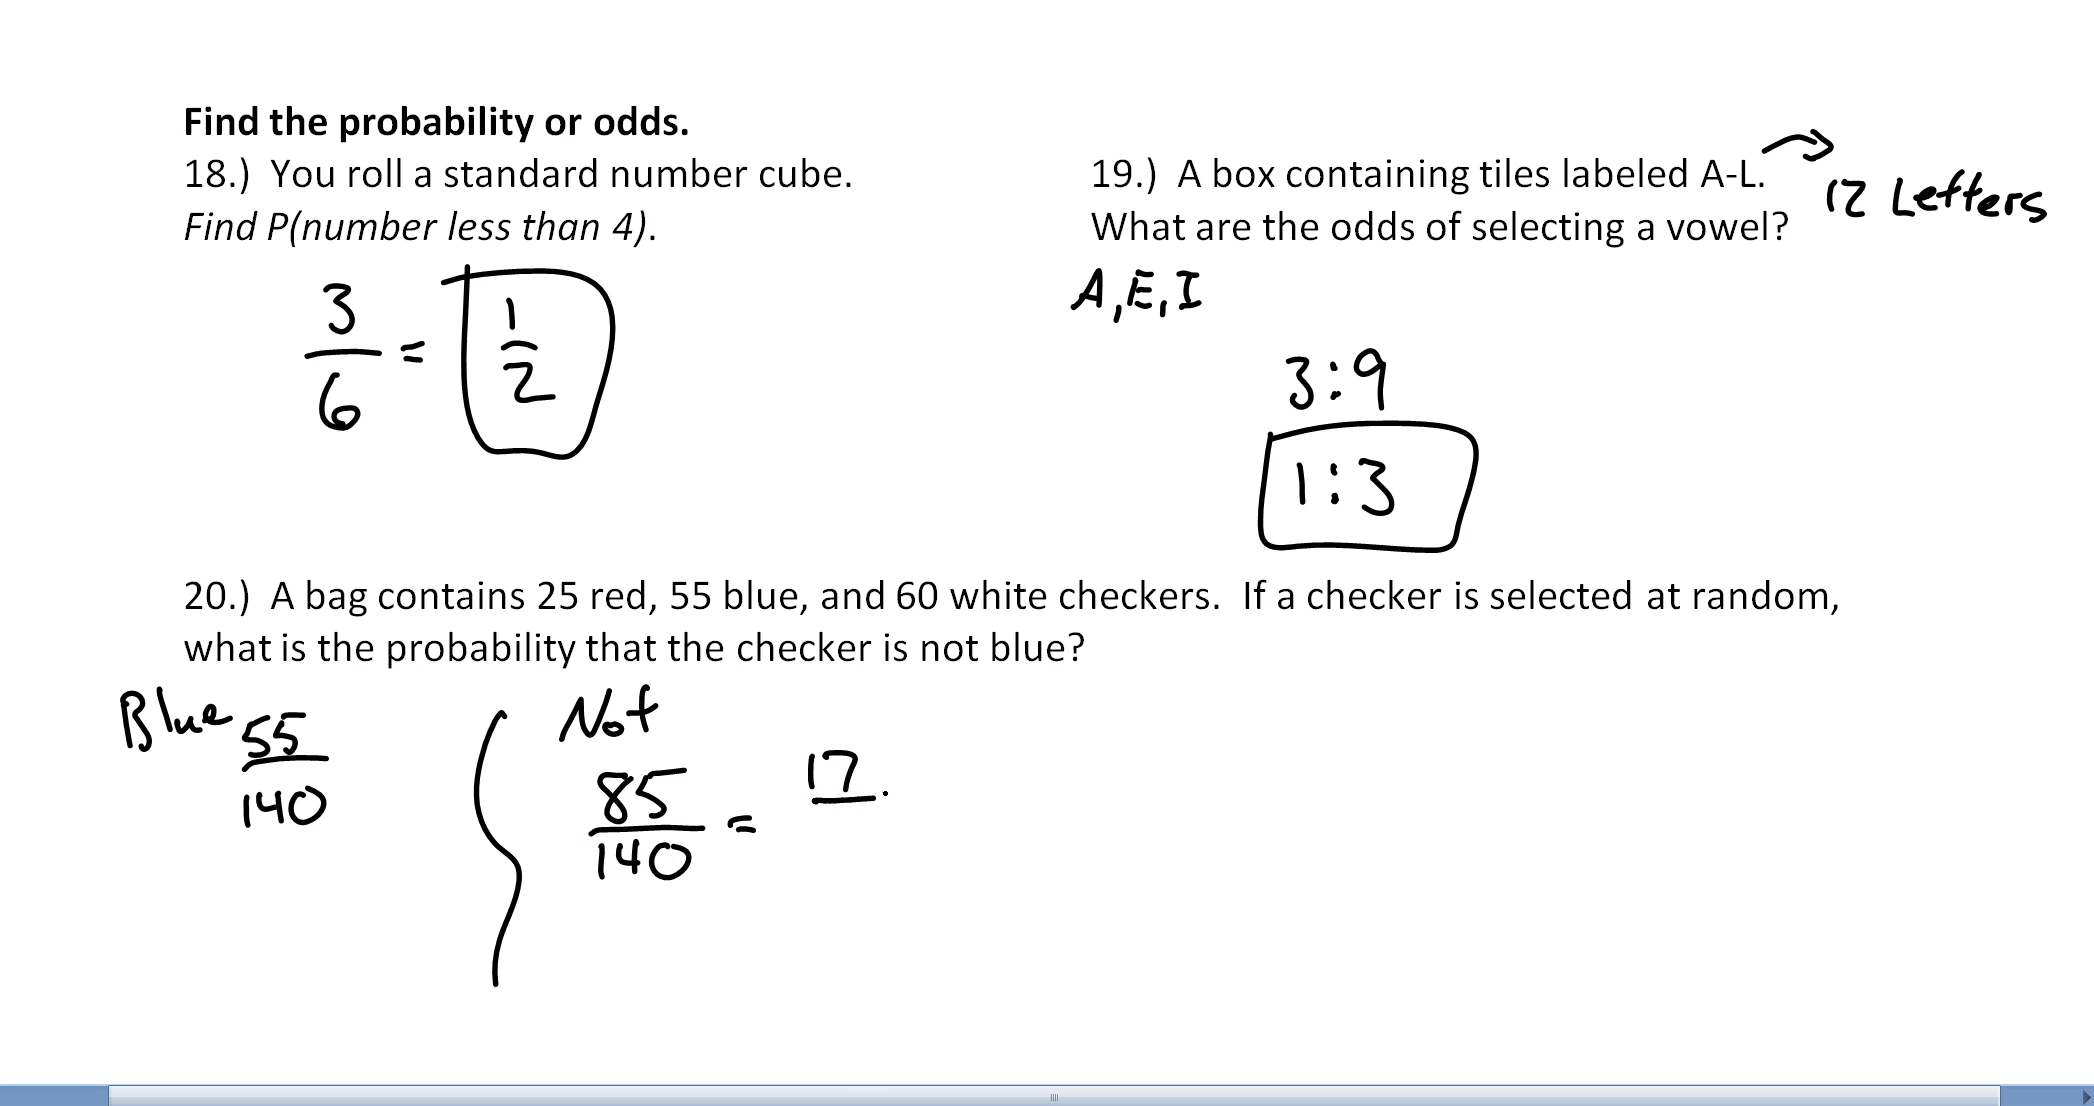 Find the probability or odds.
18.) You roll a standard number cube.
Find P(number less than 4).
3
6
=
1
2
19.) A box containing tiles labeled A-L.
12 Letters
What are the odds of selecting a vowel?
A, E, I
3:9
1:3
20.) A bag contains 25 red, 55 blue, and 60 white checkers. If a checker is selected at random,
what is the probability that the checker is not blue?
Blue 55
140
Not
85
140
=
17